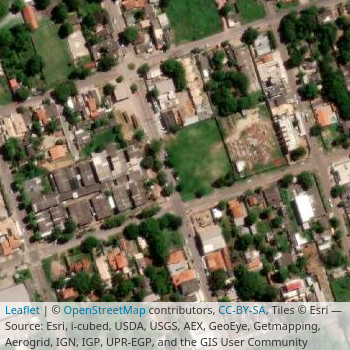 Leaflet | © OpenStreetMap contributors, CC-BY-SA, Tiles © Esri —
Source: Esri, i-cubed, USDA, USGS, AEX, GeoEye, Getmapping,
Aerogrid, IGN, IGP, UPR-EGP, and the GIS User Community